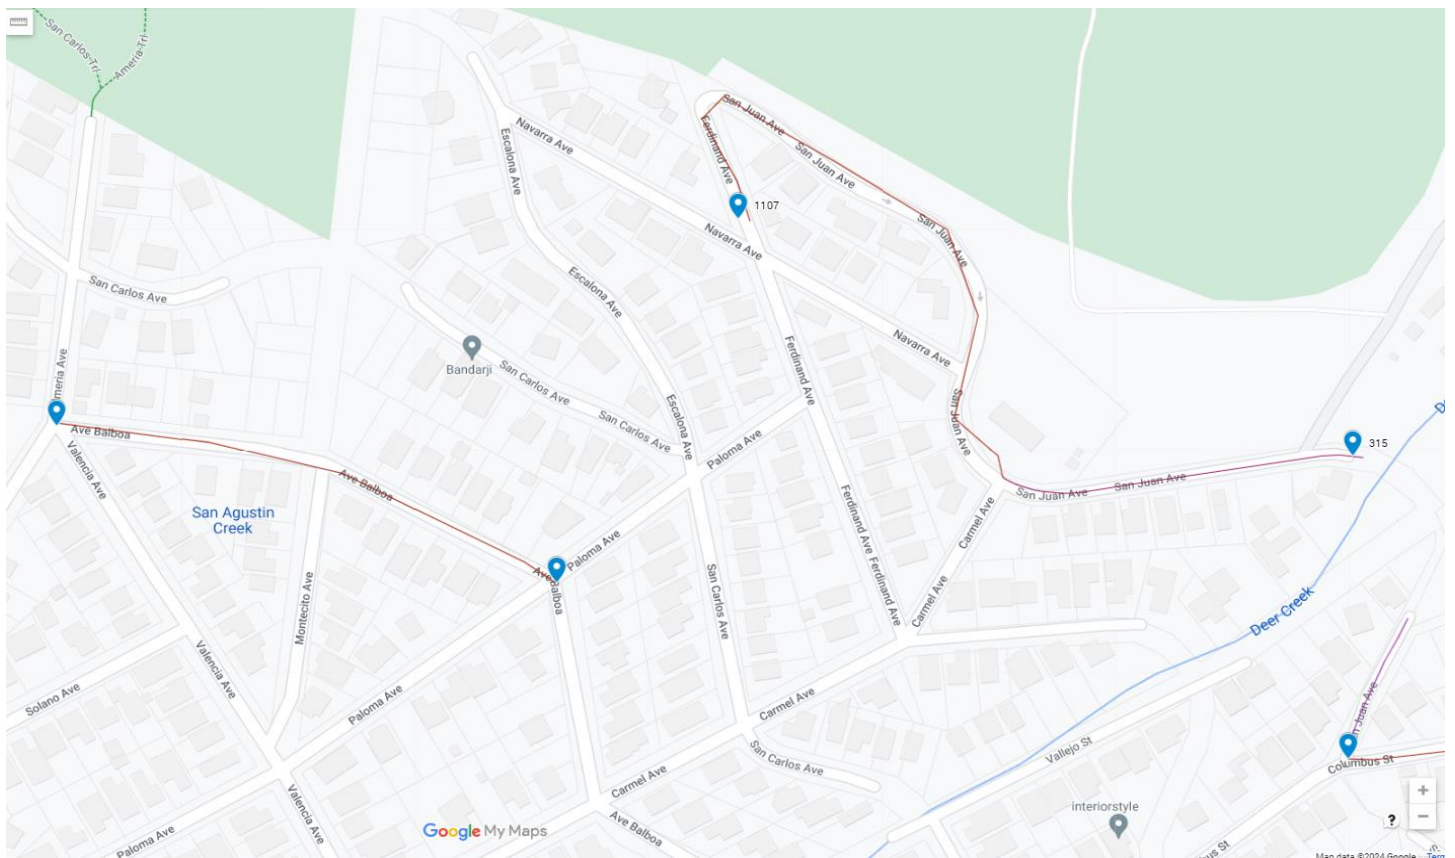 San Carlos Trl
Ameria Trl
San Juan Ave
Navarra Ave
Escalona Ave
Ferdinand Ave
San Juan Ave
1107
San Juan Ave
Navarra Ave
San Carlos Ave
Escalona Ave
Navarra Ave
Ferdinand Ave
Bandarji
San Carlos Ave
San Juan Ave
Escalona Ave
San Carlos Ave
Ave Balboa
Valencia Ave
Paloma Ave
315
Ave Balboa
San Juan Ave
San Juan Ave
San Agustin
Creek
Ferdinand Ave
Carmel Ave
Paloma Ave
Ave
Balboa
Ferdinand Ave
Montecito Ave
San Carlos Ave
Carmel Ave
Deer Creek
Valencia Ave
Solano Ave
Paloma Ave
Carmel Ave
Juan Ave
Vallejo St
San Carlos Ave
Columbus St
Carmel Ave
Valencia Ave
interiorstyle
Google My Maps
Ave Balboa
Paloma Ave
+
−
?
Map data ©2024 Google